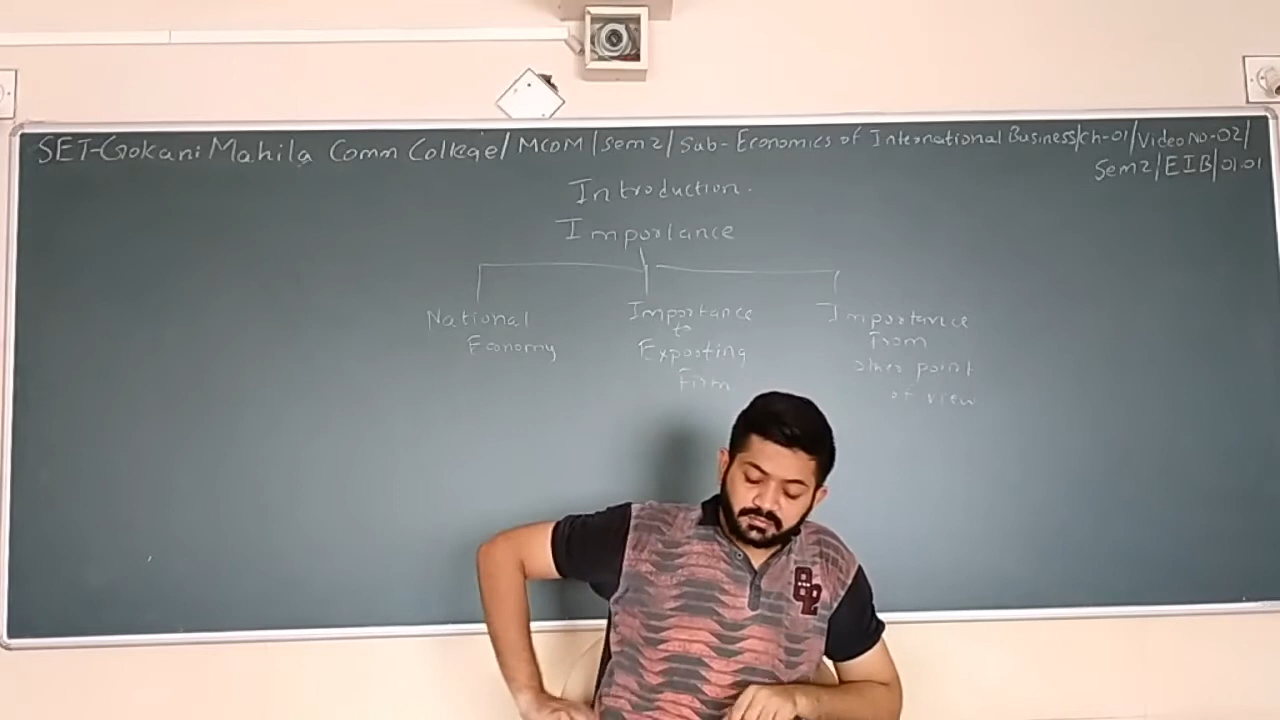 SET-Gokani Mahila Comm College/MCOM/Sem2/Sub-Economics of International Business/Ch-01/Video No-02/
Sem2/EIB/01.01
Introduction.
Importance
National
Economy
Importance
to
Exporting
Firm
Importance
from
other point
of view